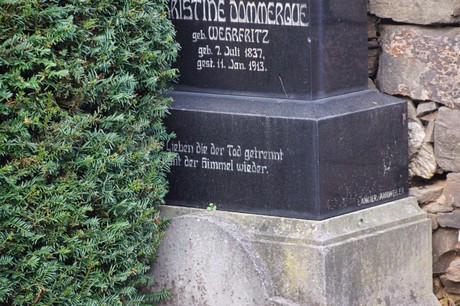 ristine Dommerque
geb. Werrfritz
geb. 7. Juli 1837,
gest. 11. Jan. 1913.
Lieben die der Tod getrennt
der Himmel wieder.